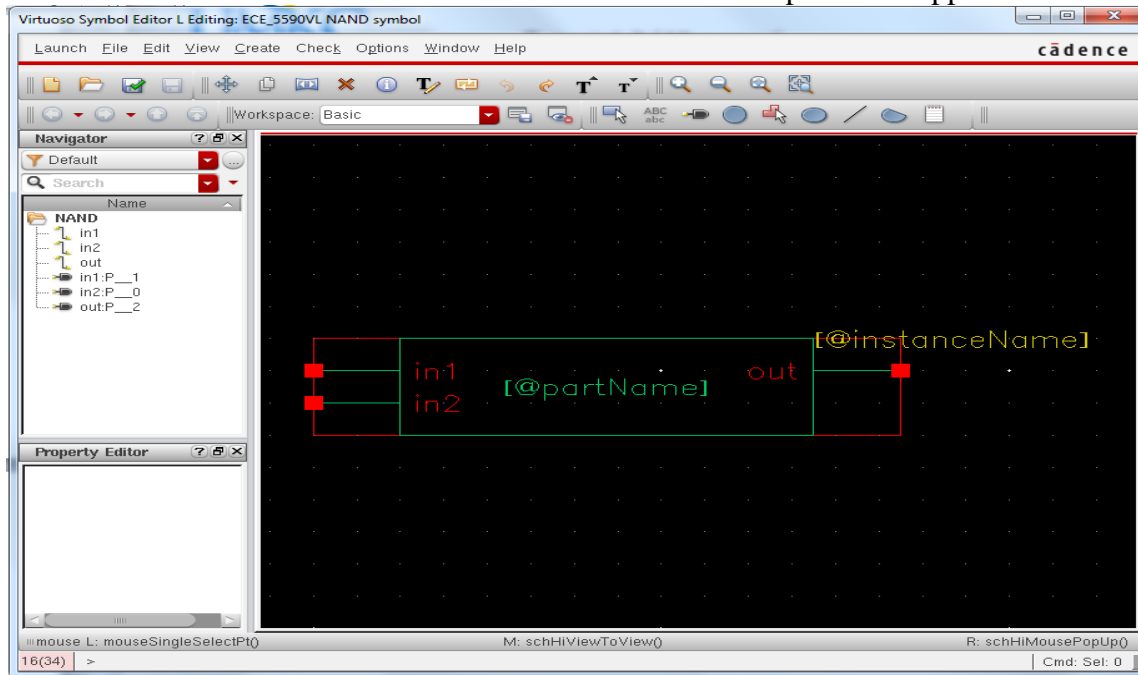 Virtuoso Symbol Editor L Editing: ECE_5590VL NAND symbol
Launch File Edit View Create Check Options Window Help
cādence
Workspace: Basic
ABC
abc
Navigator
Default
Search
Name
NAND
in1
in2
out
in1:P__1
in2:P__0
out:P__2
Property Editor
[@instanceName]
in1
in2
[@partName]
out
mouse L: mouseSingleSelectPt()
M: schHiViewToView()
R: schHiMousePopUp()
16(34) >
Cmd: Sel: 0